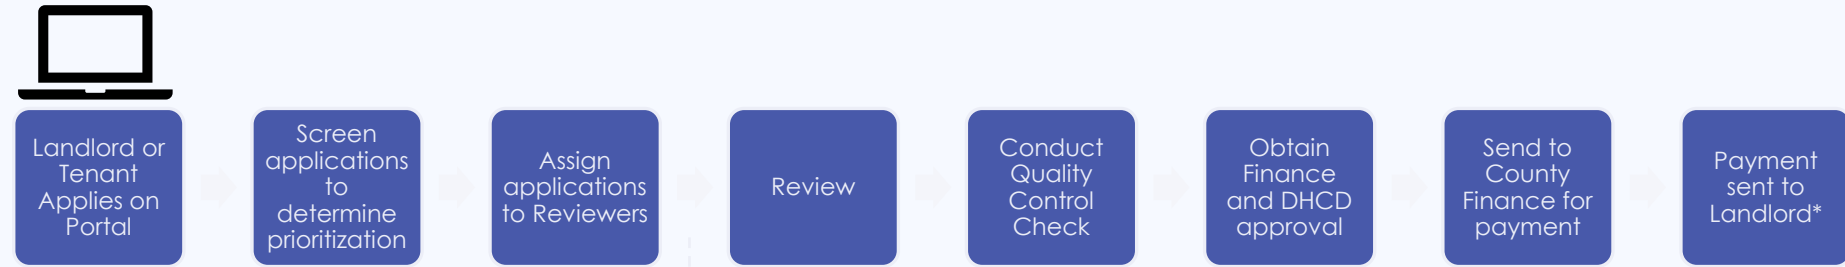 Landlord or
Tenant
Applies on
Portal
Screen
applications
to
determine
prioritization
Assign
applications
to Reviewers
Review
Conduct
Quality
Control
Check
Obtain
Finance
and DHCD
approval
Send to
County
Finance for
payment
Payment
sent to
Landlord*